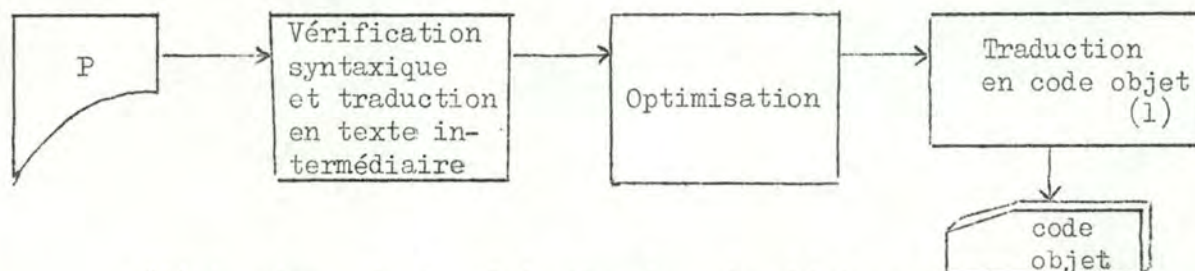 P
Vérification
syntaxique
et traduction
en texte in-
termédiaire
Optimisation
Traduction
en code objet
(1)
code
objet